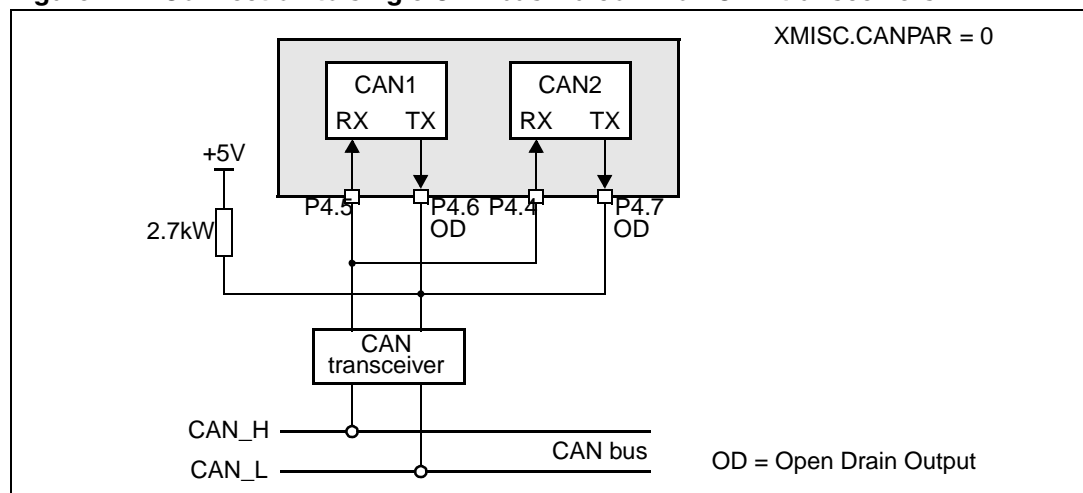 XMISC.CANPAR = 0
CAN1
CAN2
RX TX
RX TX
+5V
P4.5
P4.6
P4.4
P4.7
OD
OD
2.7kW
CAN
transceiver
CAN_H
CAN bus
CAN_L
OD = Open Drain Output